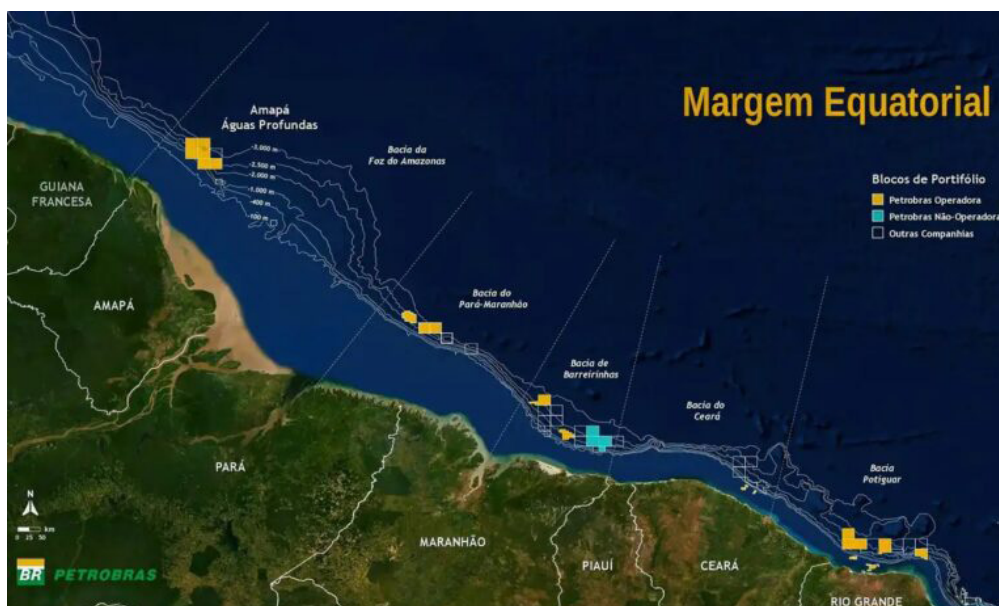 Margem Equatorial
Amapá
Águas Profundas
Bacia da
Foz do Amazonas
-3.000 m
-2.500 m
-2.000 m
-1.000 m
-400 m
-100 m
Blocos de Portifólio
Petrobras Operadora
Petrobras Não-Operadora
Outras Companhias
GUIANA
FRANCESA
AMAPÁ
Bacia do
Pará-Maranhão
Bacia de
Barreirinhas
Bacia do
Ceará
Bacia
Potiguar
PARÁ
MARANHÃO
PIAUÍ
CEARÁ
RIO GRANDE
N
km
0 25 50
BR PETROBRAS